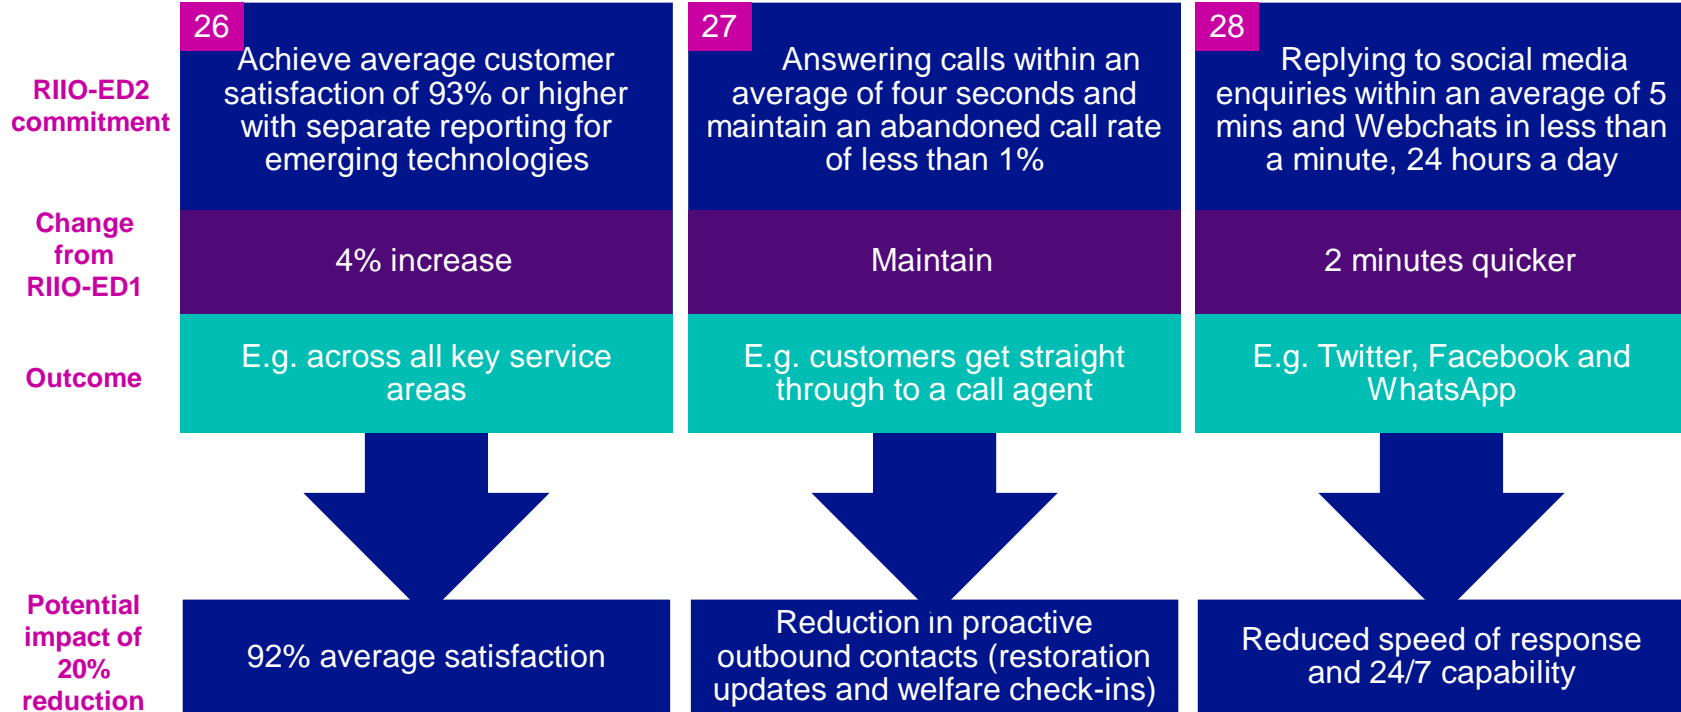 26
27
28
RIIO-ED2
commitment
Achieve average customer
satisfaction of 93% or higher
with separate reporting for
emerging technologies
Answering calls within an
average of four seconds and
maintain an abandoned call rate
of less than 1%
Replying to social media
enquiries within an average of 5
mins and Webchats in less than
a minute, 24 hours a day
Change
from
RIIO-ED1
4% increase
Maintain
2 minutes quicker
Outcome
E.g. across all key service
areas
E.g. customers get straight
through to a call agent
E.g. Twitter, Facebook and
WhatsApp
Potential
impact of
20%
reduction
92% average satisfaction
Reduction in proactive
outbound contacts (restoration
updates and welfare check-ins)
Reduced speed of response
and 24/7 capability